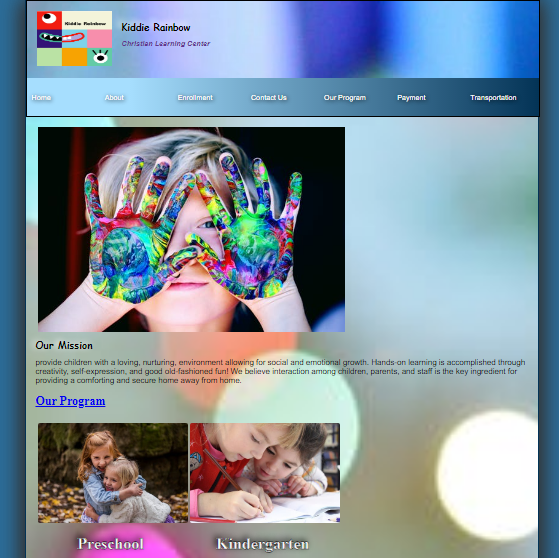 Kiddie Rainbow
Kiddie Rainbow
Christian Learning Center
Home About Enrollment Contact Us Our Program Payment Transportation
Our Mission
provide children with a loving, nurturing, environment allowing for social and emotional growth. Hands-on learning is accomplished through
creativity, self-expression, and good old-fashioned fun! We believe interaction among children, parents, and staff is the key ingredient for
providing a comforting and secure home away from home.
Our Program
Preschool Kindergarten